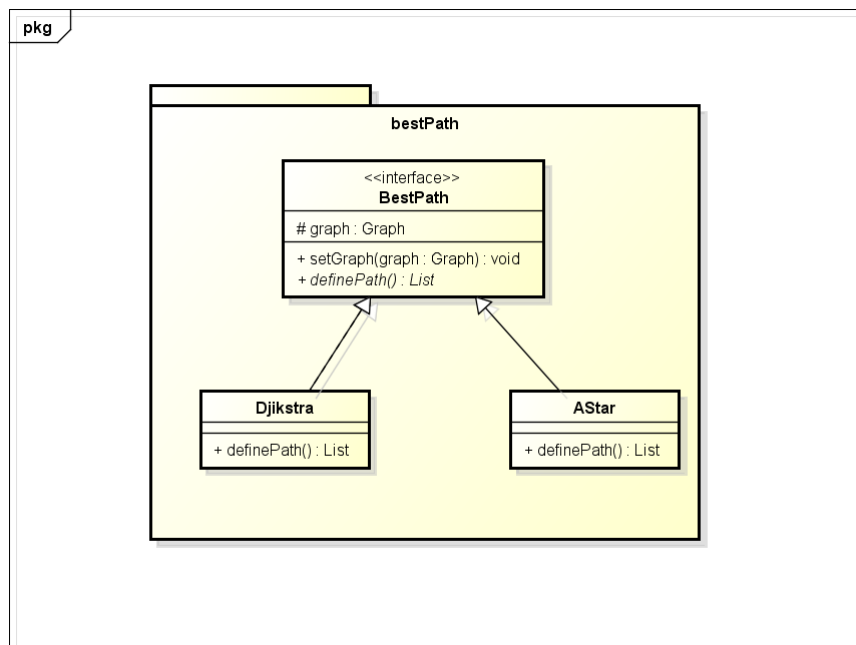 pkg
bestPath
<<interface>>
BestPath
# graph : Graph
+ setGraph(graph : Graph) : void
+ definePath() : List
Djikstra
+ definePath() : List
AStar
+ definePath() : List